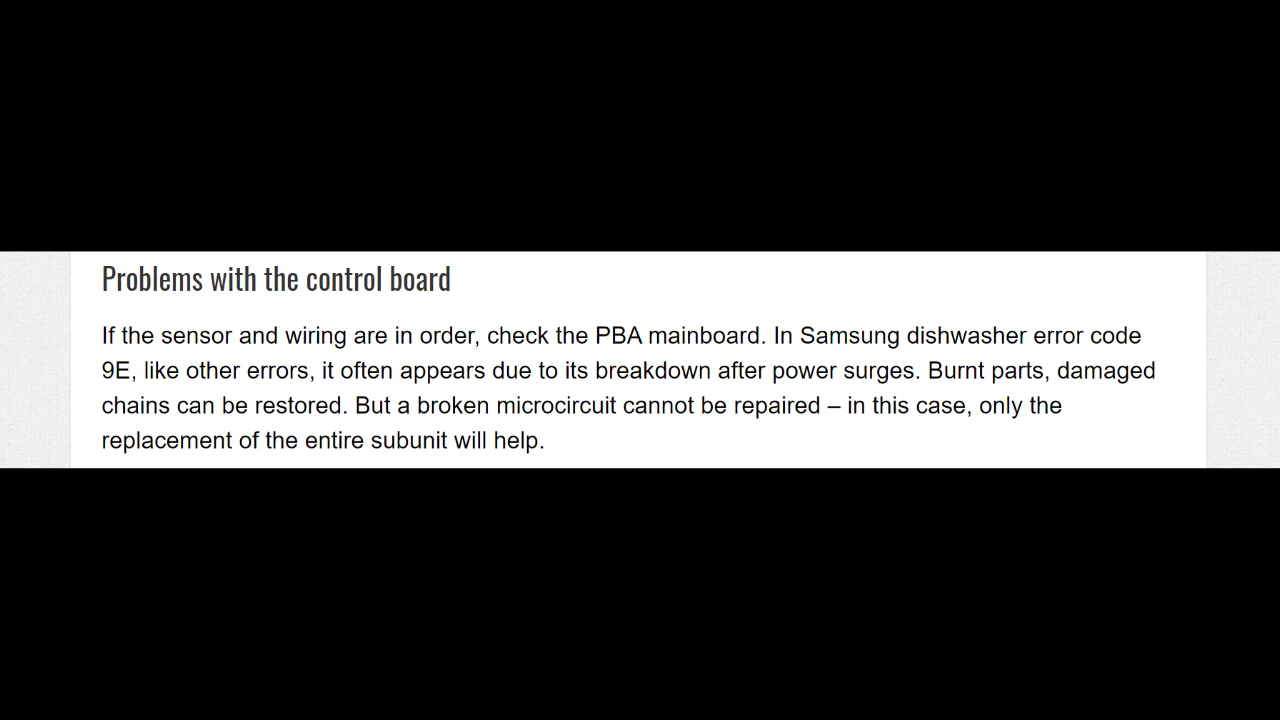 Problems with the control board
If the sensor and wiring are in order, check the PBA mainboard. In Samsung dishwasher error code
9E, like other errors, it often appears due to its breakdown after power surges. Burnt parts, damaged
chains can be restored. But a broken microcircuit cannot be repaired – in this case, only the
replacement of the entire subunit will help.